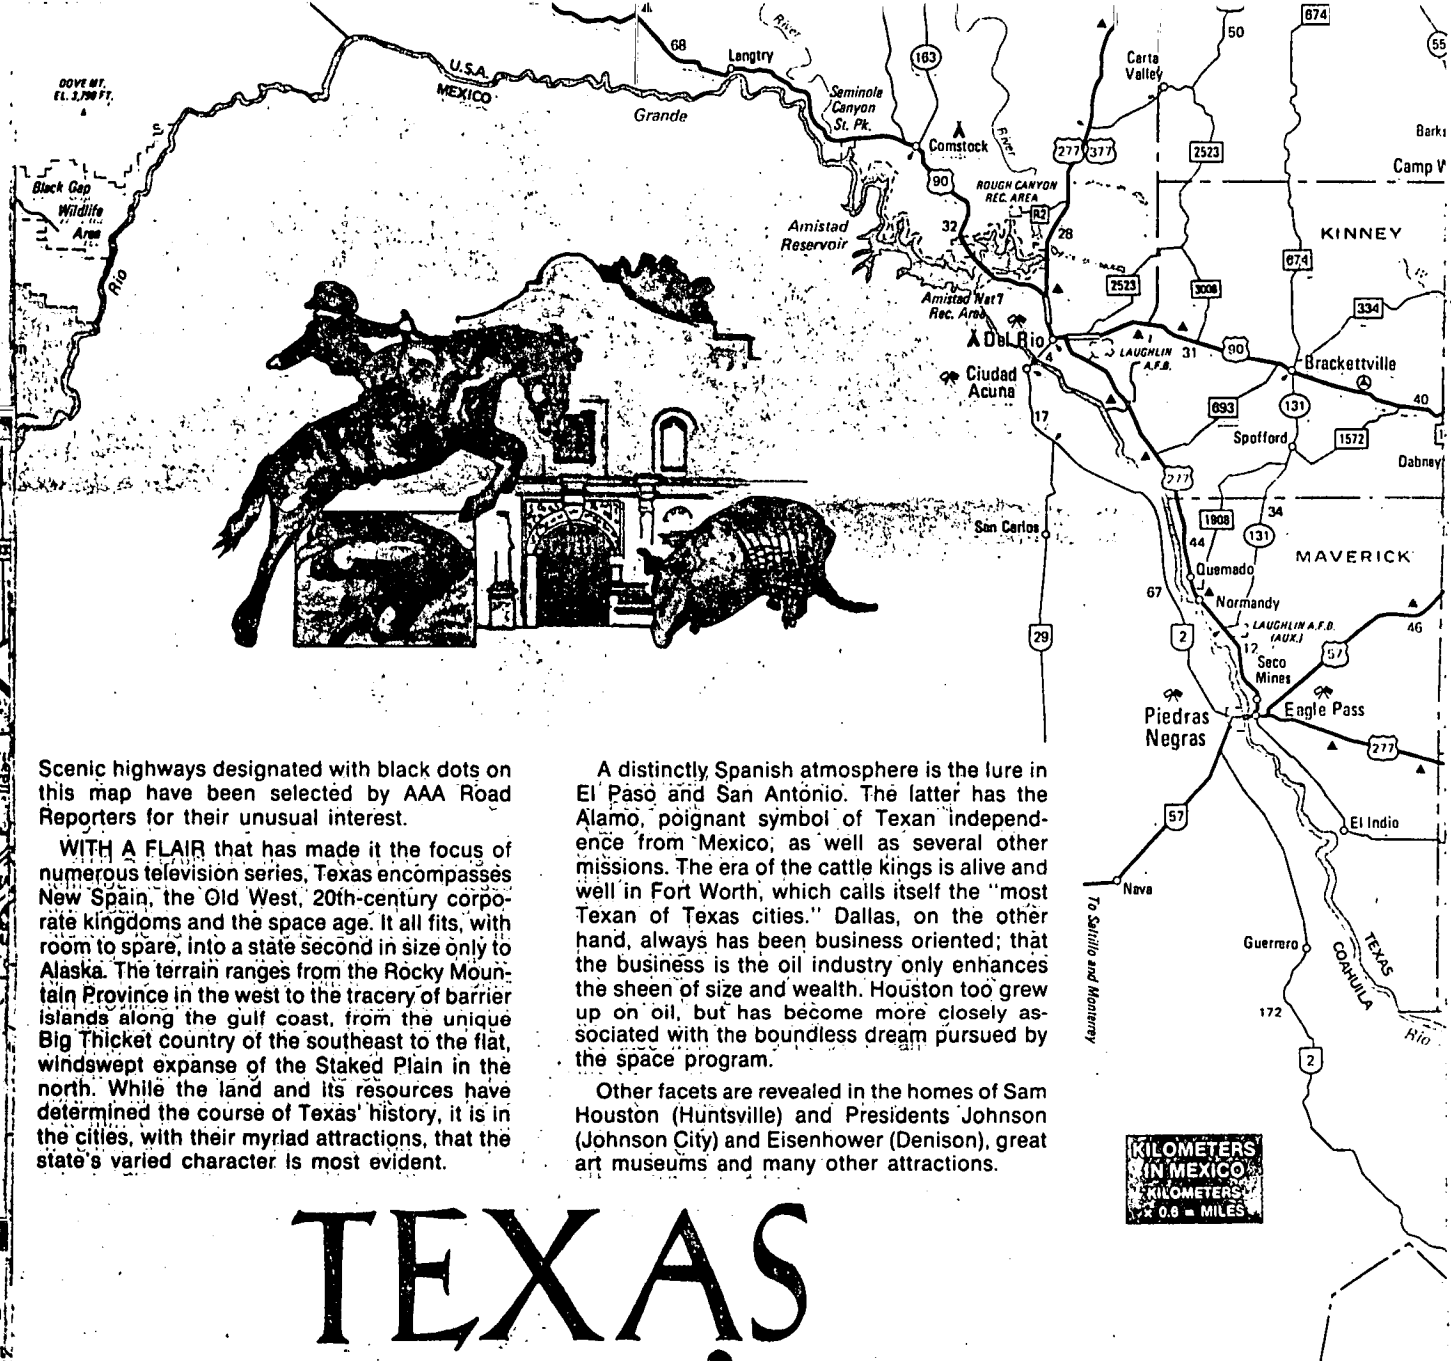 674
50
55
68
Langtry
163
Carta
Valley
River
U.S.A.
MEXICO
DOVE MT.
EL. 3,790 FT.
Grande
Seminole
Canyon
St. Pk.
Comstock
River
277
377
2523
Camp W
90
ROUGH CANYON
REC. AREA
R2
Black Gap
Wildlife
Area
Amistad
Reservoir
32
28
KINNEY
674
Rio
2523
3008
334
Amistad Nat'l
Rec. Area
Del Rio
4
LAUGHLIN
A.F.B.
31
90
Brackettville
Ciudad
Acuna
17
693
131
40
Spofford
1572
Dabney
277
San Carlos
1908
34
44
131
MAVERICK
Quemado
67
Normandy
LAUGHLIN A.F.B.
(AUX.)
29
2
12
57
46
Seco
Mines
Piedras
Negras
Eagle Pass
277
57
El Indio
Nava
To Saltillo and Monterrey
Guerrero
TEXAS
COAHUILA
172
Rio
2
Scenic highways designated with black dots on
this map have been selected by AAA Road
Reporters for their unusual interest.
WITH A FLAIR that has made it the focus of
numerous television series, Texas encompasses
New Spain, the Old West, 20th-century corpo-
rate kingdoms and the space age. It all fits, with
room to spare, into a state second in size only to
Alaska. The terrain ranges from the Rocky Moun-
tain Province in the west to the tracery of barrier
islands along the gulf coast, from the unique
Big Thicket country of the southeast to the flat,
windswept expanse of the Staked Plain in the
north. While the land and its resources have
determined the course of Texas' history, it is in
the cities, with their myriad attractions, that the
state's varied character is most evident.
A distinctly Spanish atmosphere is the lure in
El Paso and San Antonio. The latter has the
Alamo, poignant symbol of Texan independ-
ence from Mexico, as well as several other
missions. The era of the cattle kings is alive and
well in Fort Worth, which calls itself the "most
Texan of Texas cities." Dallas, on the other
hand, always has been business oriented; that
the business is the oil industry only enhances
the sheen of size and wealth. Houston too grew
up on oil, but has become more closely as-
sociated with the boundless dream pursued by
the space program.
Other facets are revealed in the homes of Sam
Houston (Huntsville) and Presidents Johnson
(Johnson City) and Eisenhower (Denison), great
art museums and many other attractions.
KILOMETERS
IN MEXICO
KILOMETERS
x 0.6 = MILES
TEXAS